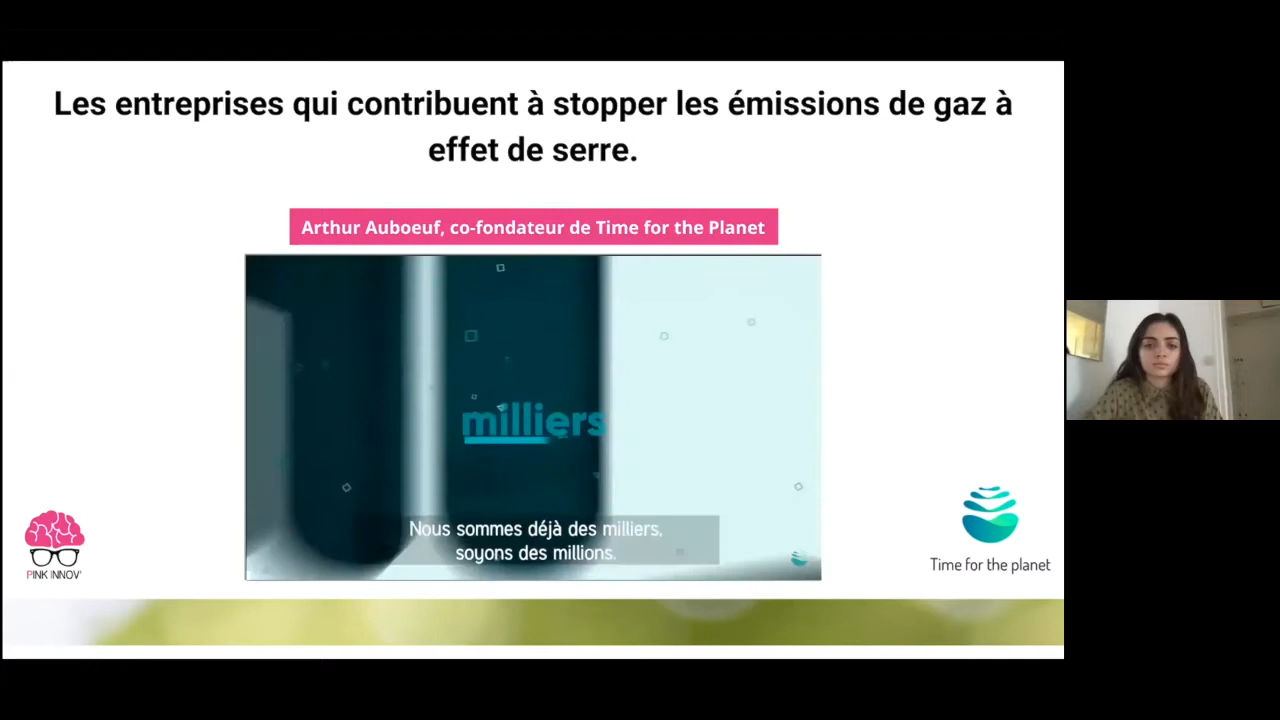 Les entreprises qui contribuent à stopper les émissions de gaz à
effet de serre.
Arthur Auboeuf, co-fondateur de Time for the Planet
milliers
Nous sommes déjà des milliers,
soyons des millions.
PINK INNOV'
Time for the planet